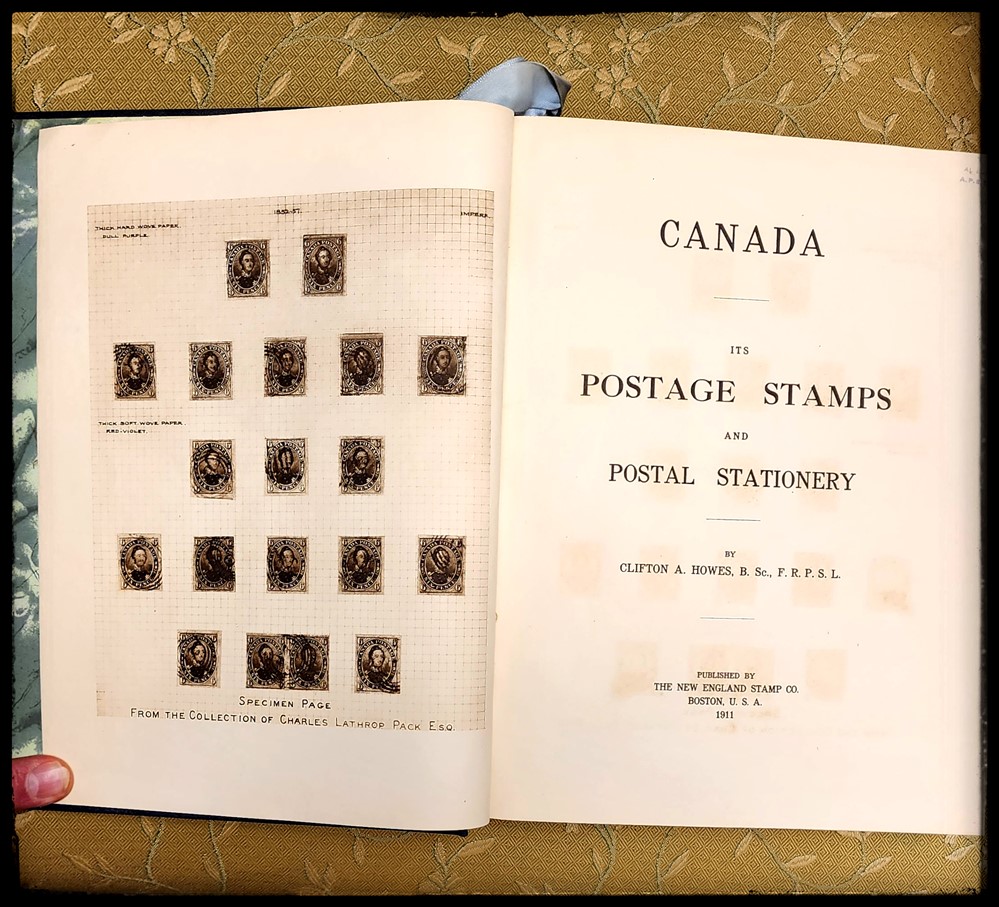 1852-57.
IMPERF.
THICK HARD WOVE PAPER.
DULL PURPLE.
THICK SOFT WOVE PAPER.
RED-VIOLET.
SPECIMEN PAGE
FROM THE COLLECTION OF CHARLES LATHROP PACK ESQ.
CANADA
ITS
POSTAGE STAMPS
AND
POSTAL STATIONERY
BY
CLIFTON A. HOWES, B. Sc., F. R. P. S. L.
PUBLISHED BY
THE NEW ENGLAND STAMP CO.
BOSTON, U. S. A.
1911